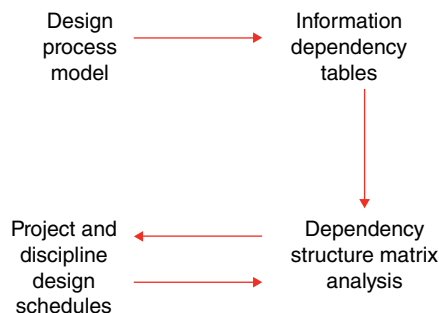 Design
process
model
Information
dependency
tables
Project and
discipline
design
schedules
Dependency
structure matrix
analysis